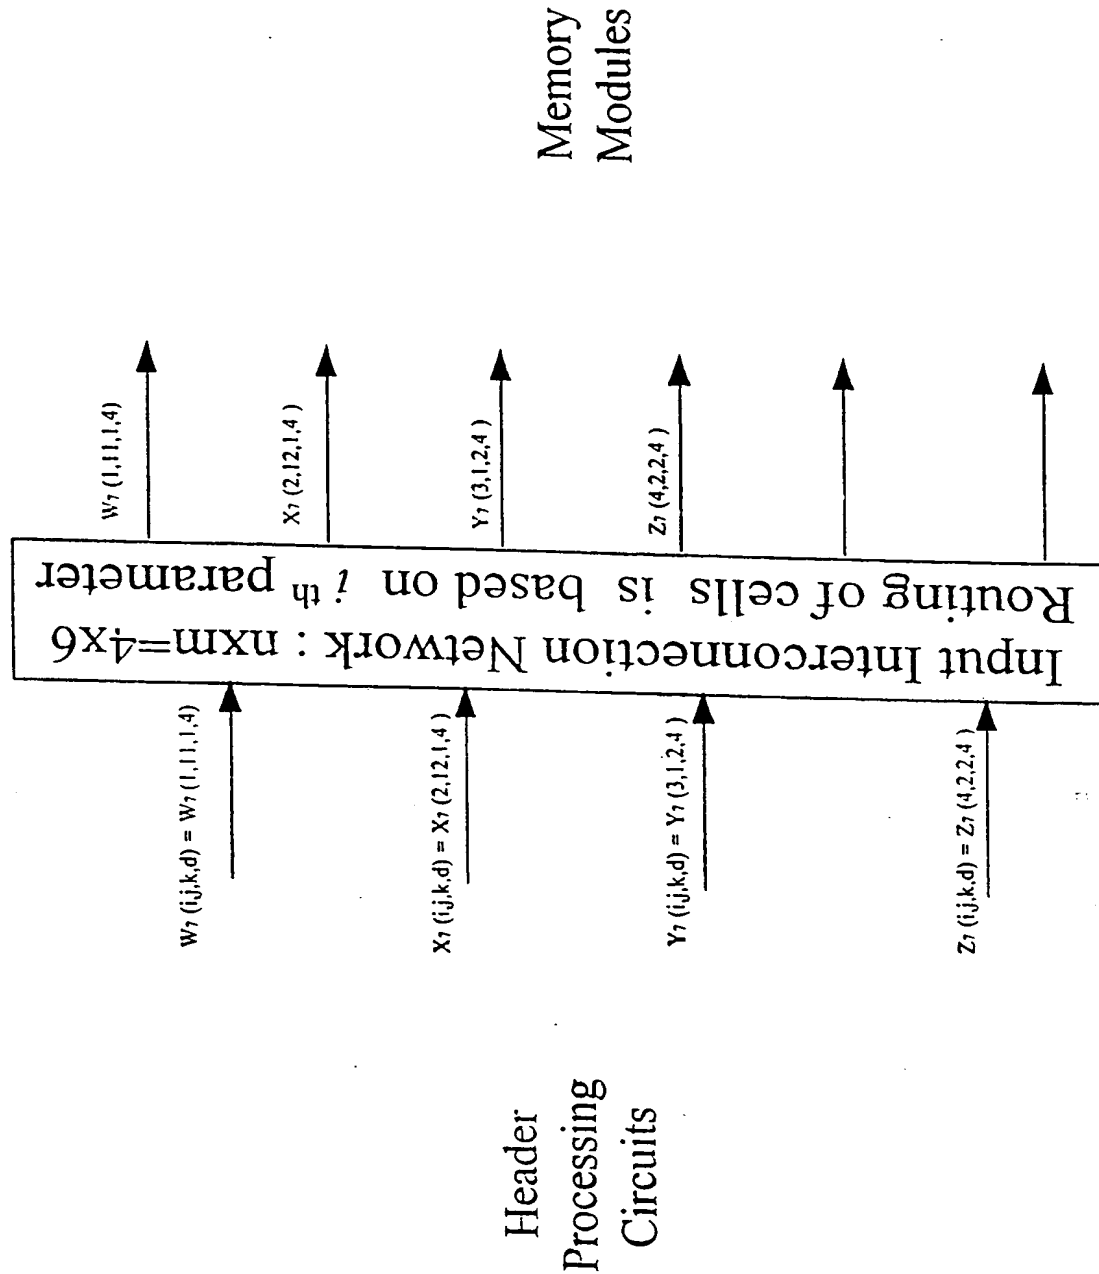 Header
Processing
Circuits
W7 (i,j,k,d) = W7 (1,11,1,4)
X7 (i,j,k,d) = X7 (2,12,1,4)
Y7 (i,j,k,d) = Y7 (3,1,2,4 )
Z7 (i,j,k,d) = Z7 (4,2,2,4 )
Input Interconnection Network : nxm=4x6
Routing of cells is based on i th parameter
W7 (1,11,1,4)
X7 (2,12,1,4 )
Y7 (3,1,2,4 )
Z7 (4,2,2,4 )
Memory
Modules